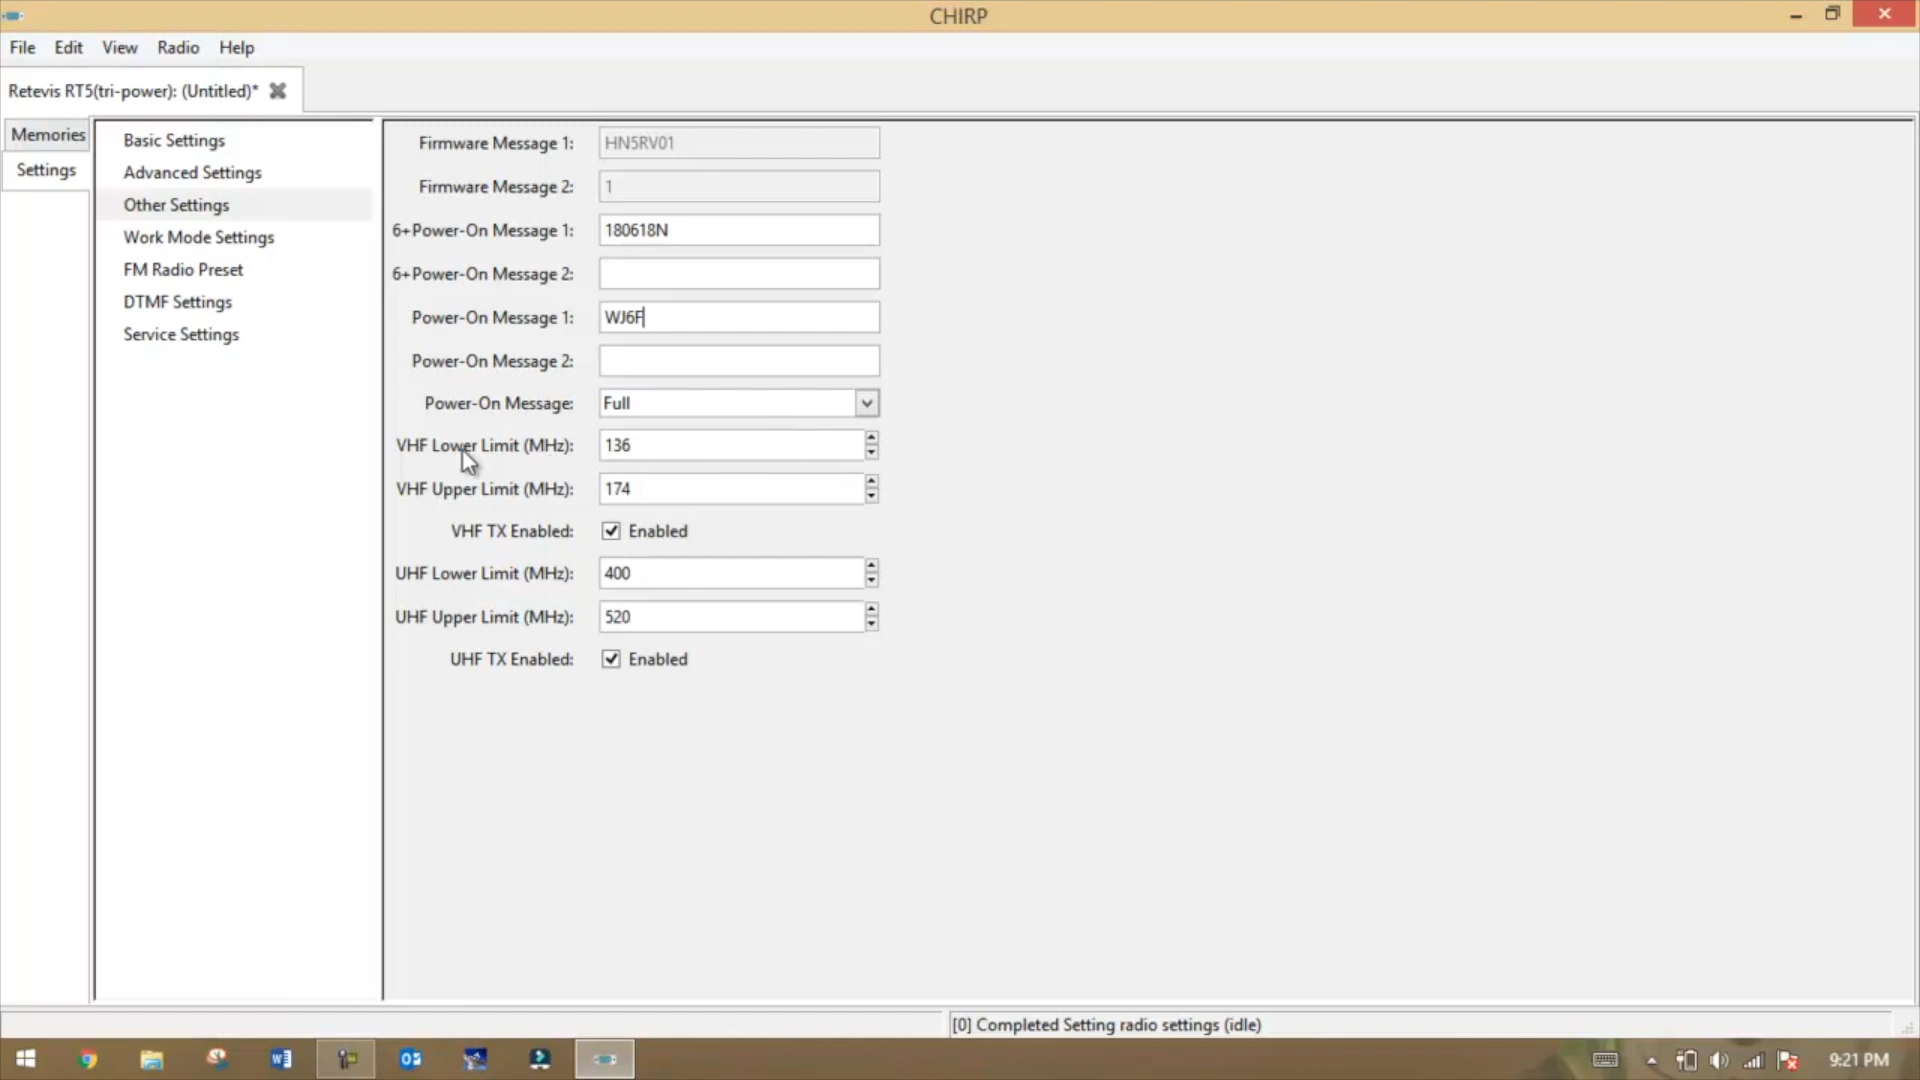 CHIRP
File Edit View Radio Help
Retevis RT5(tri-power): (Untitled)*
Memories
Settings
Basic Settings
Advanced Settings
Other Settings
Work Mode Settings
FM Radio Preset
DTMF Settings
Service Settings
Firmware Message 1: HN5RV01
Firmware Message 2: 1
6+Power-On Message 1: 180618N
6+Power-On Message 2:
Power-On Message 1: WJ6F
Power-On Message 2:
Power-On Message: Full
VHF Lower Limit (MHz): 136
VHF Upper Limit (MHz): 174
VHF TX Enabled: Enabled
UHF Lower Limit (MHz): 400
UHF Upper Limit (MHz): 520
UHF TX Enabled: Enabled
[0] Completed Setting radio settings (idle)
9:21 PM